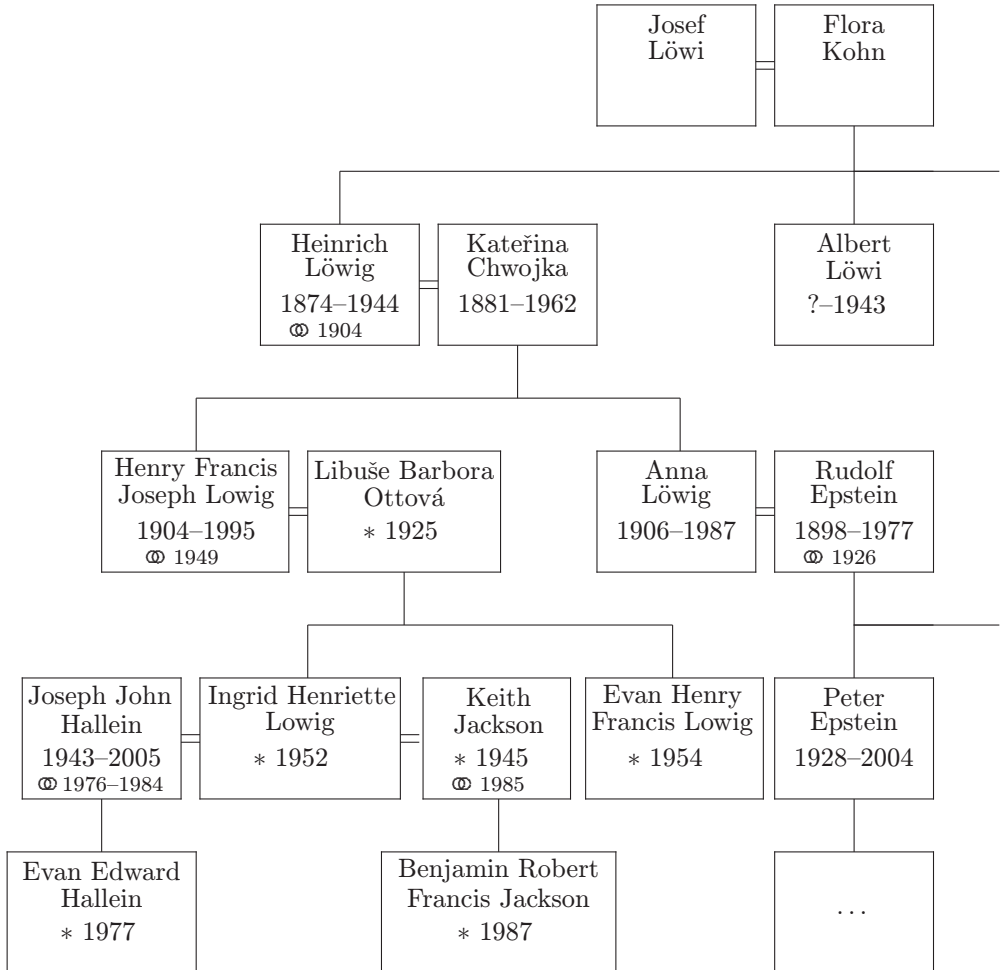 Josef
Löwi
Flora
Kohn
Heinrich
Löwig
1874–1944
⚭ 1904
Kateřina
Chwojka
1881–1962
Albert
Löwi
?–1943
Henry Francis
Joseph Lowig
1904–1995
⚭ 1949
Libuše Barbora
Ottová
∗ 1925
Anna
Löwig
1906–1987
Rudolf
Epstein
1898–1977
⚭ 1926
Joseph John
Hallein
1943–2005
⚭ 1976–1984
Ingrid Henriette
Lowig
∗ 1952
Keith
Jackson
∗ 1945
⚭ 1985
Evan Henry
Francis Lowig
∗ 1954
Peter
Epstein
1928–2004
Evan Edward
Hallein
∗ 1977
Benjamin Robert
Francis Jackson
∗ 1987
...